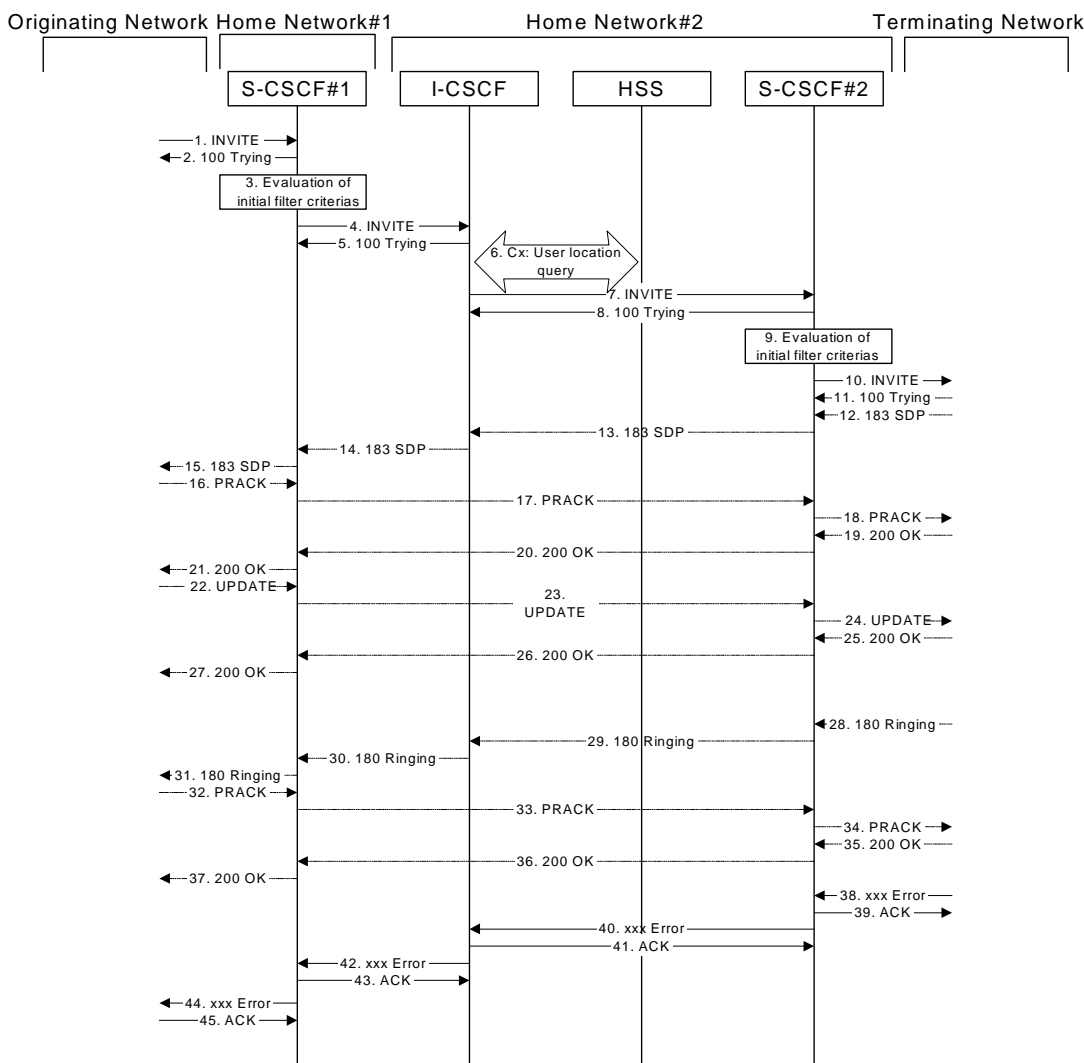 Originating Network Home Network#1 Home Network#2 Terminating Network
S-CSCF#1 I-CSCF HSS S-CSCF#2
1. INVITE
2. 100 Trying
3. Evaluation of
initial filter criterias
4. INVITE
5. 100 Trying
6. Cx: User location
query
7. INVITE
8. 100 Trying
9. Evaluation of
initial filter criterias
10. INVITE
11. 100 Trying
12. 183 SDP
13. 183 SDP
14. 183 SDP
15. 183 SDP
16. PRACK
17. PRACK
18. PRACK
19. 200 OK
20. 200 OK
21. 200 OK
22. UPDATE
23.
UPDATE
24. UPDATE
25. 200 OK
26. 200 OK
27. 200 OK
28. 180 Ringing
29. 180 Ringing
30. 180 Ringing
31. 180 Ringing
32. PRACK
33. PRACK
34. PRACK
35. 200 OK
36. 200 OK
37. 200 OK
38. xxx Error
39. ACK
40. xxx Error
41. ACK
42. xxx Error
43. ACK
44. xxx Error
45. ACK